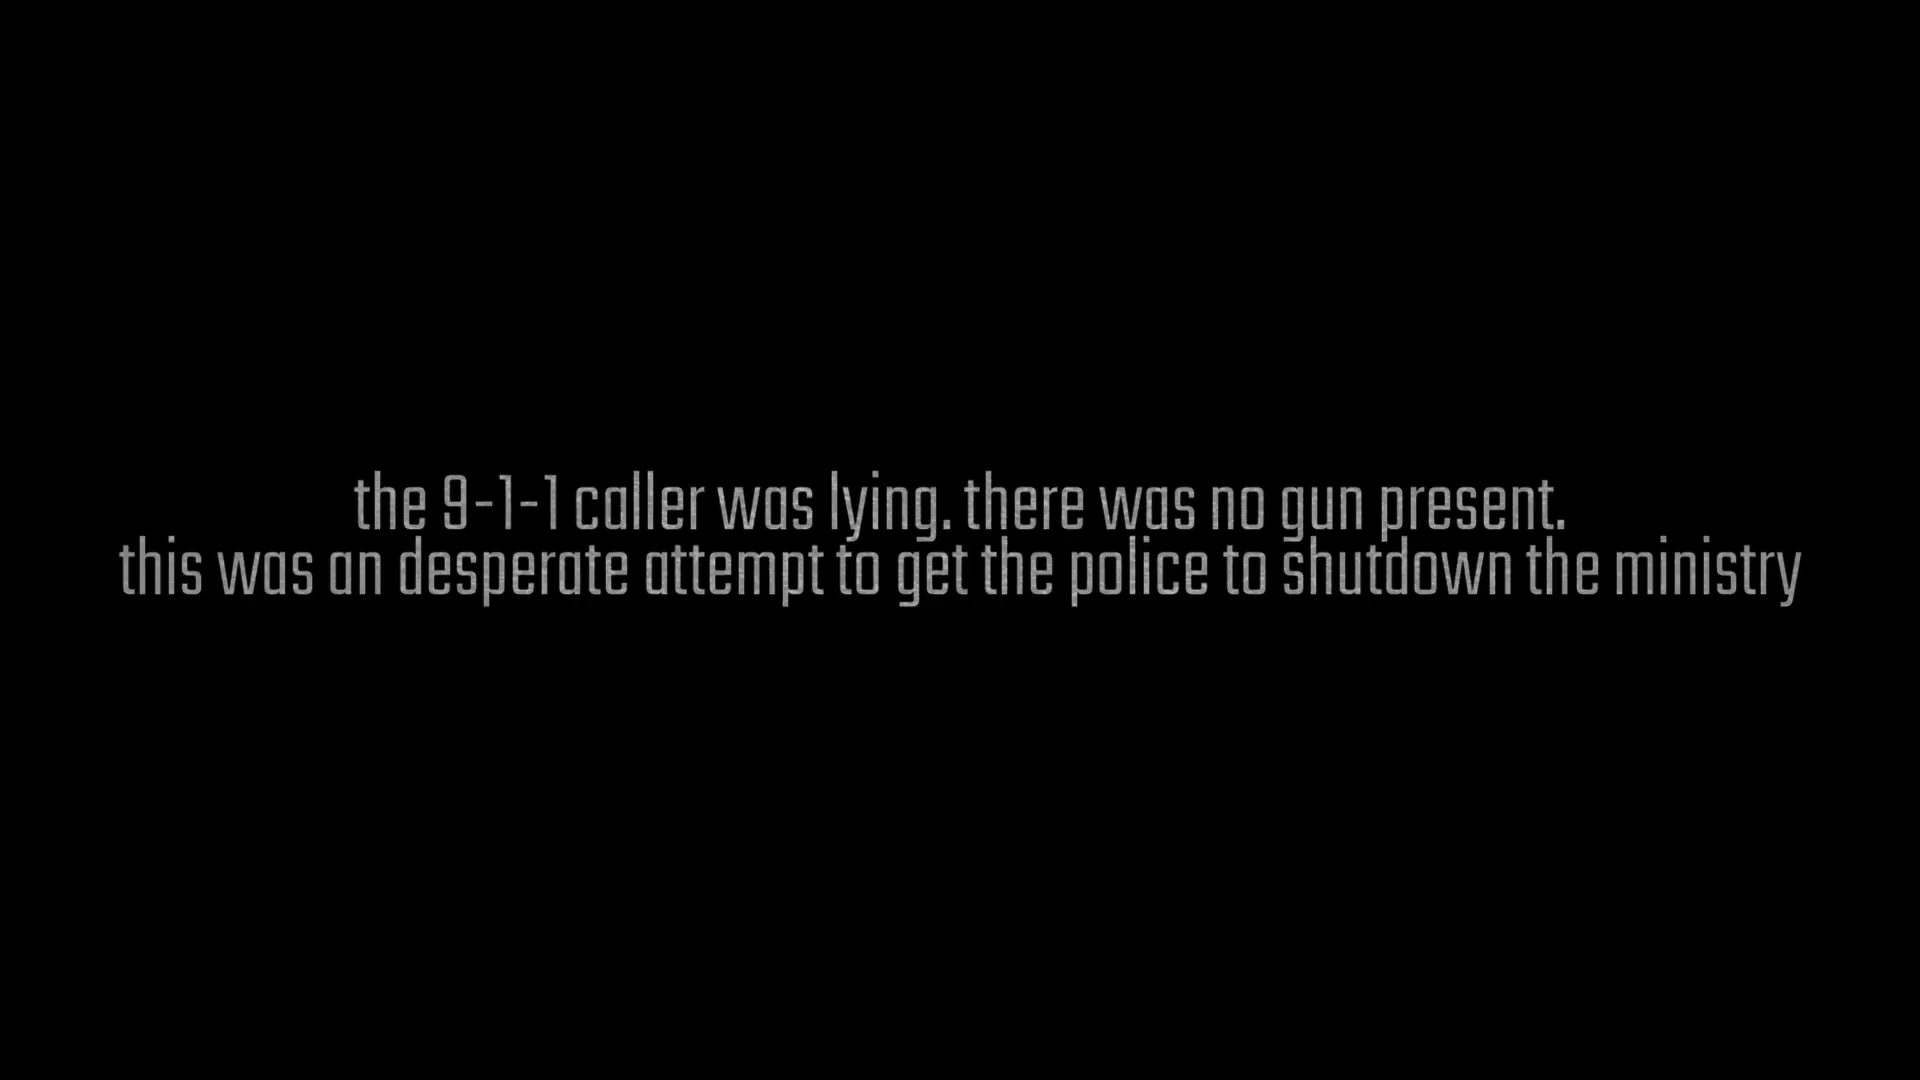 the 9-1-1 caller was lying. there was no gun present.
this was an desperate attempt to get the police to shutdown the ministry